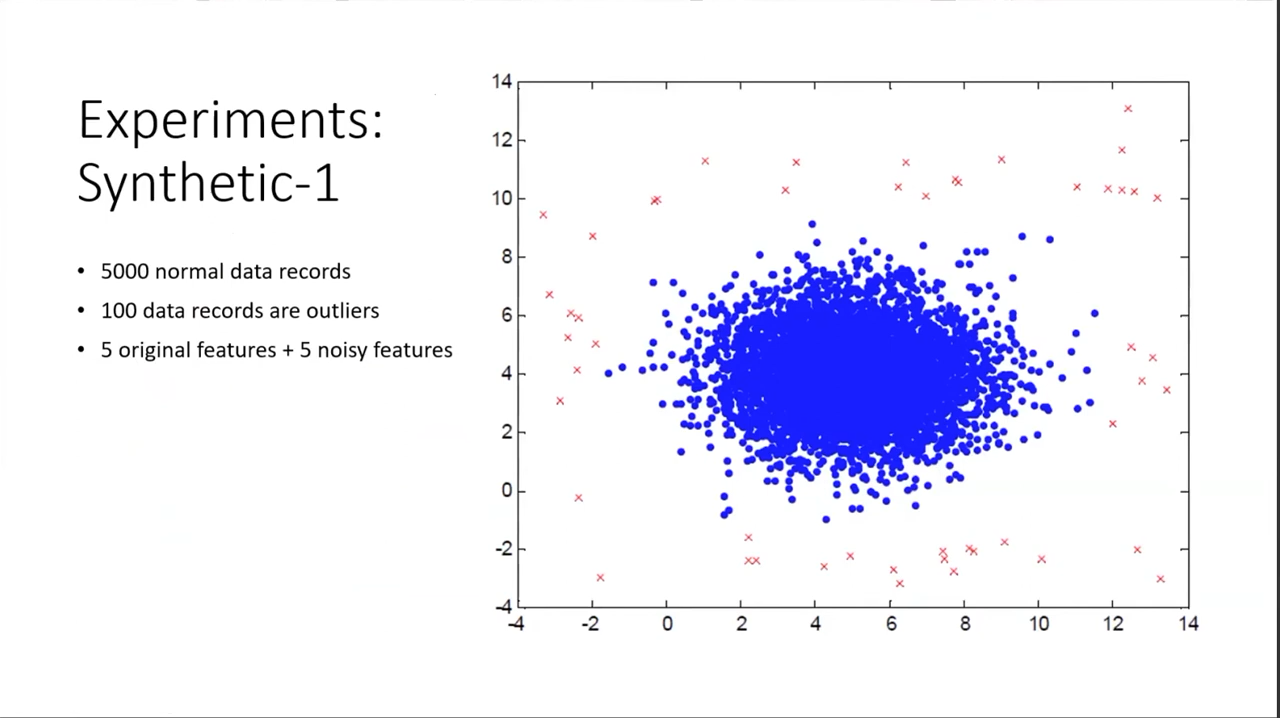 Experiments:
Synthetic-1
• 5000 normal data records
• 100 data records are outliers
• 5 original features + 5 noisy features
14
12
10
8
6
4
2
0
-2
-4
-4 -2 0 2 4 6 8 10 12 14